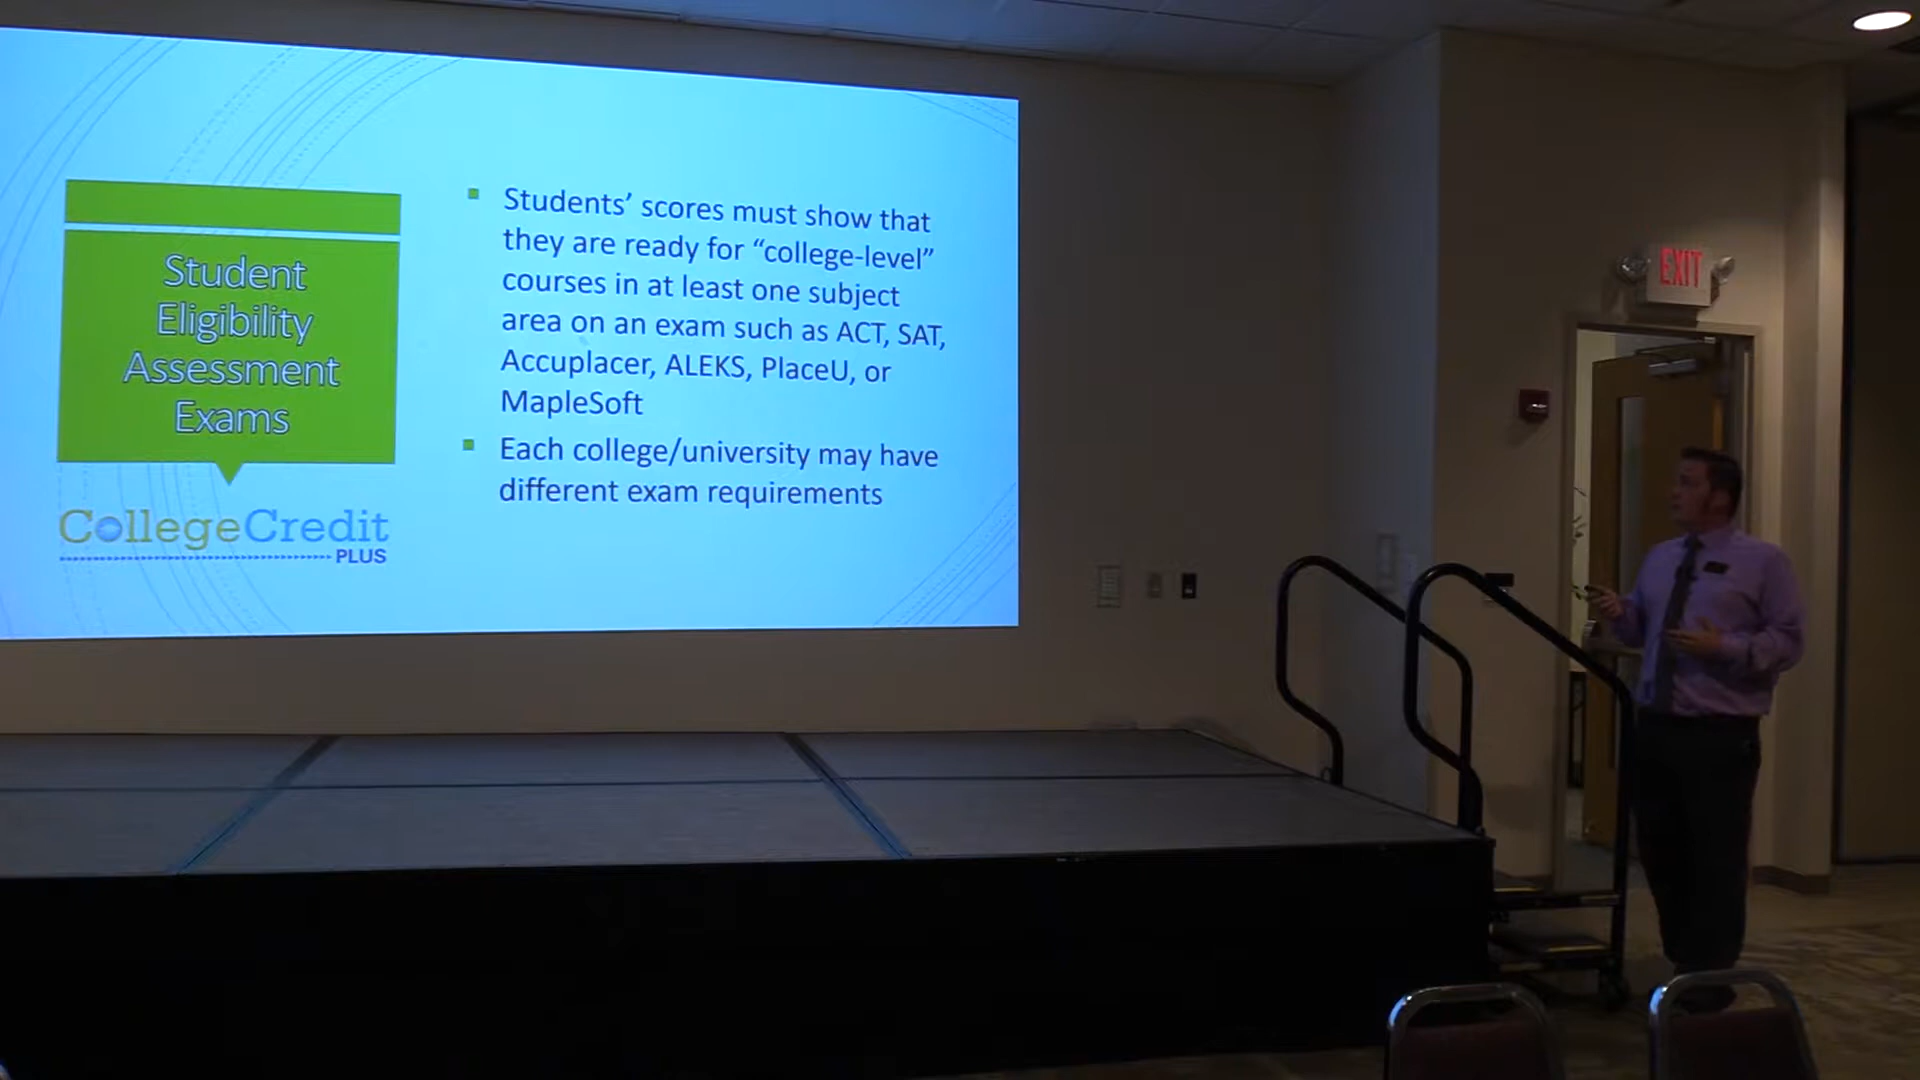 Student
Eligibility
Assessment
Exams
CollegeCredit
PLUS
Students’ scores must show that
they are ready for “college-level”
courses in at least one subject
area on an exam such as ACT, SAT,
Accuplacer, ALEKS, PlaceU, or
MapleSoft
Each college/university may have
different exam requirements
EXIT